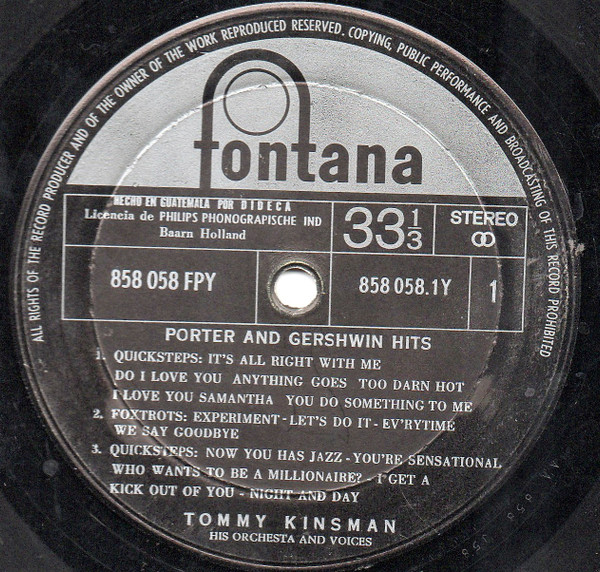 ALL RIGHTS OF THE RECORD PRODUCER AND OF THE OWNER OF THE WORK REPRODUCED RESERVED. COPYING, PUBLIC PERFORMANCE AND BROADCASTING OF THIS RECORD PROHIBITED
fontana
HECHO EN GUATEMALA POR DIDECA
Licencia de PHILIPS PHONOGRAPISCHE IND
Baarn Holland
33 1/3
STEREO
858 058 FPY
858 058.1Y
1
PORTER AND GERSHWIN HITS
1. QUICKSTEPS: IT'S ALL RIGHT WITH ME
DO I LOVE YOU ANYTHING GOES TOO DARN HOT
I LOVE YOU SAMANTHA YOU DO SOMETHING TO ME
2. FOXTROTS: EXPERIMENT - LET'S DO IT - EV'RYTIME
WE SAY GOODBYE
3. QUICKSTEPS: NOW YOU HAS JAZZ - YOU'RE SENSATIONAL
WHO WANTS TO BE A MILLIONAIRE? - I GET A
KICK OUT OF YOU - NIGHT AND DAY
TOMMY KINSMAN
HIS ORCHESTA AND VOICES